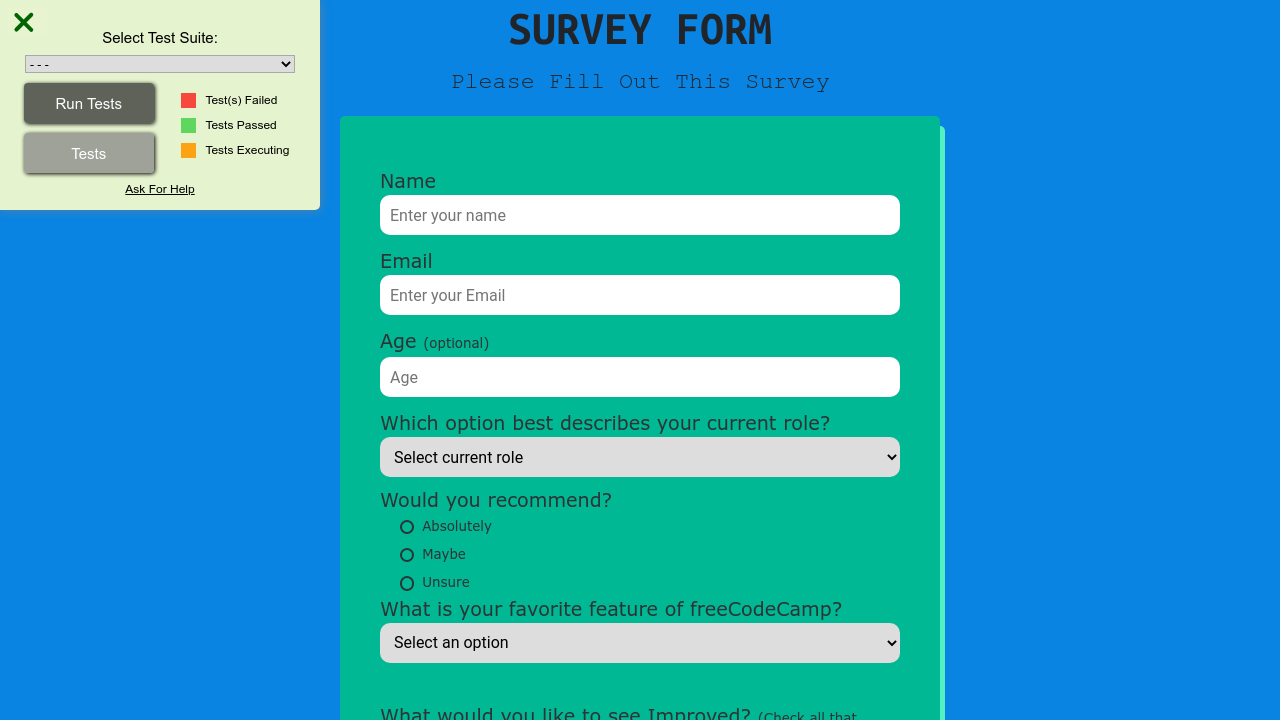 Select Test Suite:
- - -
Run Tests
Tests
Test(s) Failed
Tests Passed
Tests Executing
Ask For Help
SURVEY FORM
Please Fill Out This Survey
Name
Enter your name
Email
Enter your Email
Age (optional)
Age
Which option best describes your current role?
Select current role
Would you recommend?
Absolutely
Maybe
Unsure
What is your favorite feature of freeCodeCamp?
Select an option
What would you like to see Improved? (Check all that